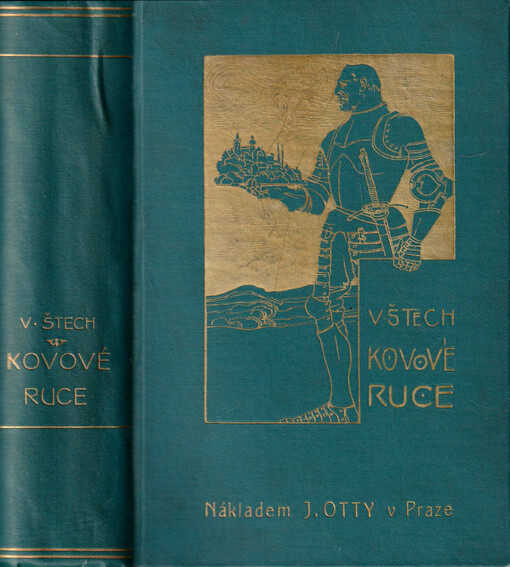 V. ŠTECH
KOVOVÉ
RUCE
V. ŠTECH
KOVOVÉ
RUCE
Nákladem J. OTTY v Praze